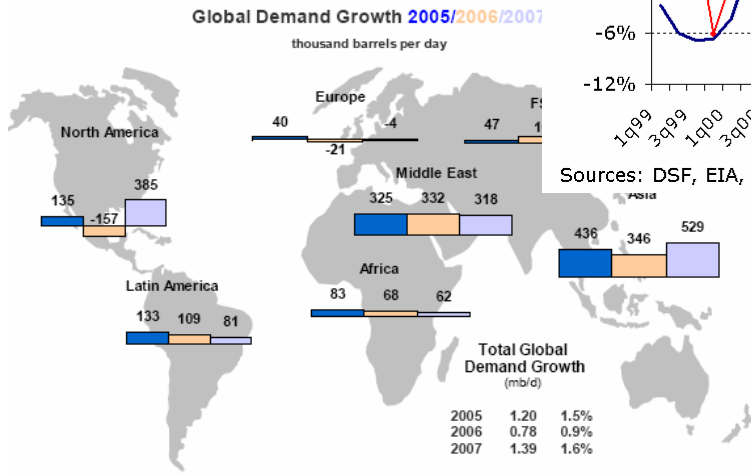 Global Demand Growth 2005/2006/2007
thousand barrels per day
-6%
-12%
1q99
3q99
1q00
Sources: DSF, EIA,
North America
135
-157
385
Europe
40
-21
-4
47
Middle East
325
332
318
Asia
436
346
529
Latin America
133
109
81
Africa
83
68
62
Total Global
Demand Growth
(mb/d)
2005 1.20 1.5%
2006 0.78 0.9%
2007 1.39 1.6%